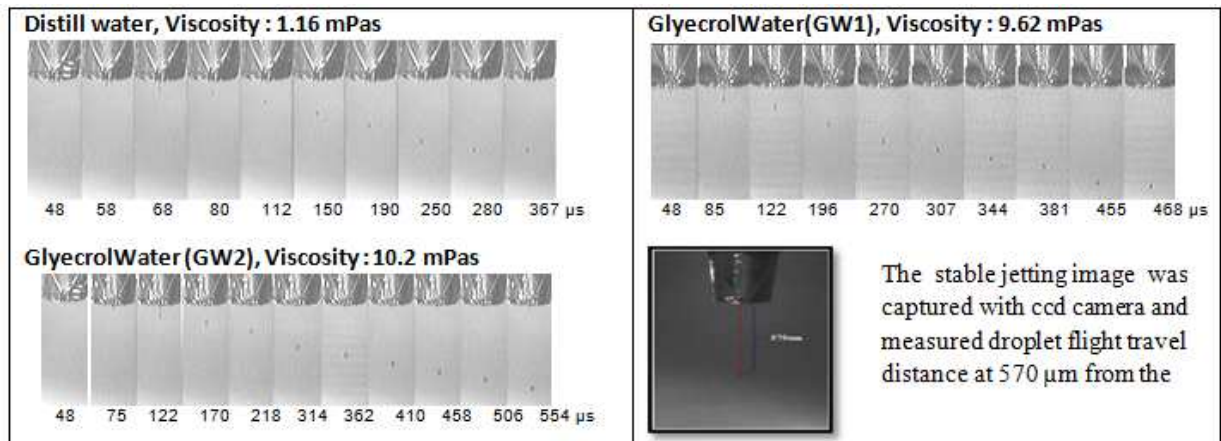 Distill water, Viscosity : 1.16 mPas
48 58 68 80 112 150 190 250 280 367 µs
GlyecrolWater(GW1), Viscosity : 9.62 mPas
48 85 122 196 270 307 344 381 455 468 µs
GlyecrolWater (GW2), Viscosity : 10.2 mPas
48 75 122 170 218 314 362 410 458 506 554 µs
The stable jetting image was
captured with ccd camera and
measured droplet flight travel
distance at 570 µm from the